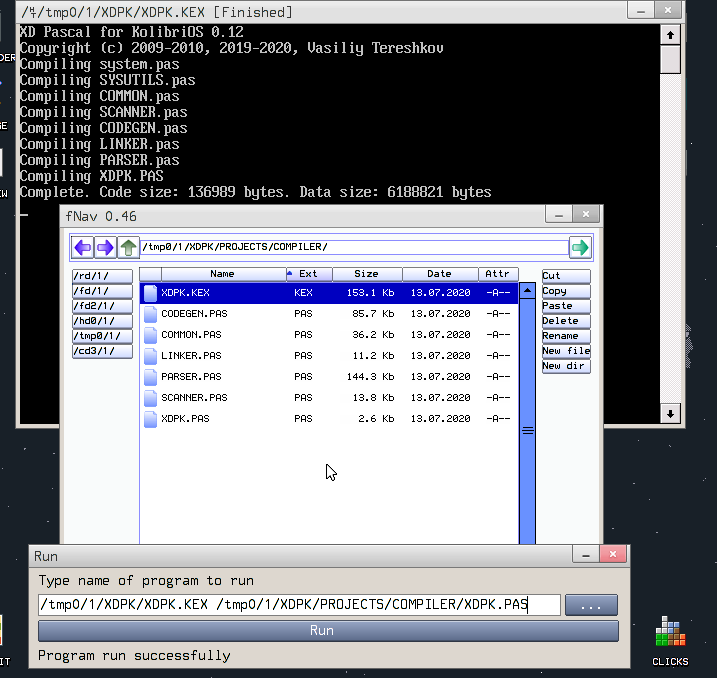 /tmp0/1/XDPK/XDPK.KEX [Finished]
XD Pascal for KolibriOS 0.12
Copyright (c) 2009-2010, 2019-2020, Vasiliy Tereshkov
Compiling system.pas
Compiling SYSUTILS.pas
Compiling COMMON.pas
Compiling SCANNER.pas
Compiling CODEGEN.pas
Compiling LINKER.pas
Compiling PARSER.pas
Compiling XDPK.PAS
Complete. Code size: 136989 bytes. Data size: 6188821 bytes
fNav 0.46
/tmp0/1/XDPK/PROJECTS/COMPILER/
Name Ext Size Date Attr
XDPK.KEX KEX 153.1 Kb 13.07.2020 -A--
CODEGEN.PAS PAS 85.7 Kb 13.07.2020 -A--
COMMON.PAS PAS 36.2 Kb 13.07.2020 -A--
LINKER.PAS PAS 11.2 Kb 13.07.2020 -A--
PARSER.PAS PAS 144.3 Kb 13.07.2020 -A--
SCANNER.PAS PAS 13.8 Kb 13.07.2020 -A--
XDPK.PAS PAS 2.6 Kb 13.07.2020 -A--
/rd/1/
/fd/1/
/fd2/1/
/hd0/1/
/tmp0/1/
/cd3/1/
Cut
Copy
Paste
Delete
Rename
New file
New dir
Run
Type name of program to run
/tmp0/1/XDPK/XDPK.KEX /tmp0/1/XDPK/PROJECTS/COMPILER/XDPK.PAS
...
Run
Program run successfully
CLICKS